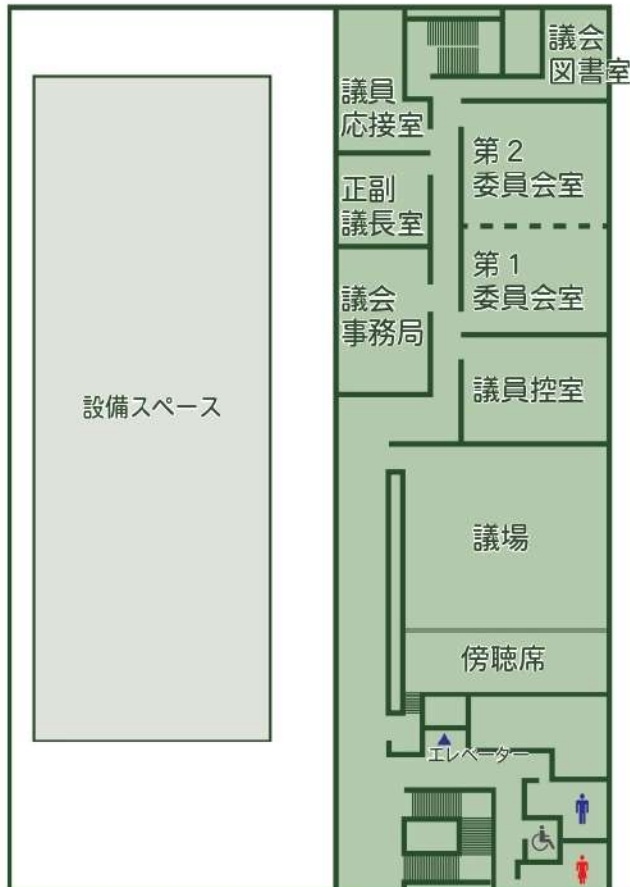 議会
図書室
議員
応接室
第2
委員会室
正副
議長室
第1
委員会室
議会
事務局
議員控室
設備スペース
議場
傍聴席
エレベーター